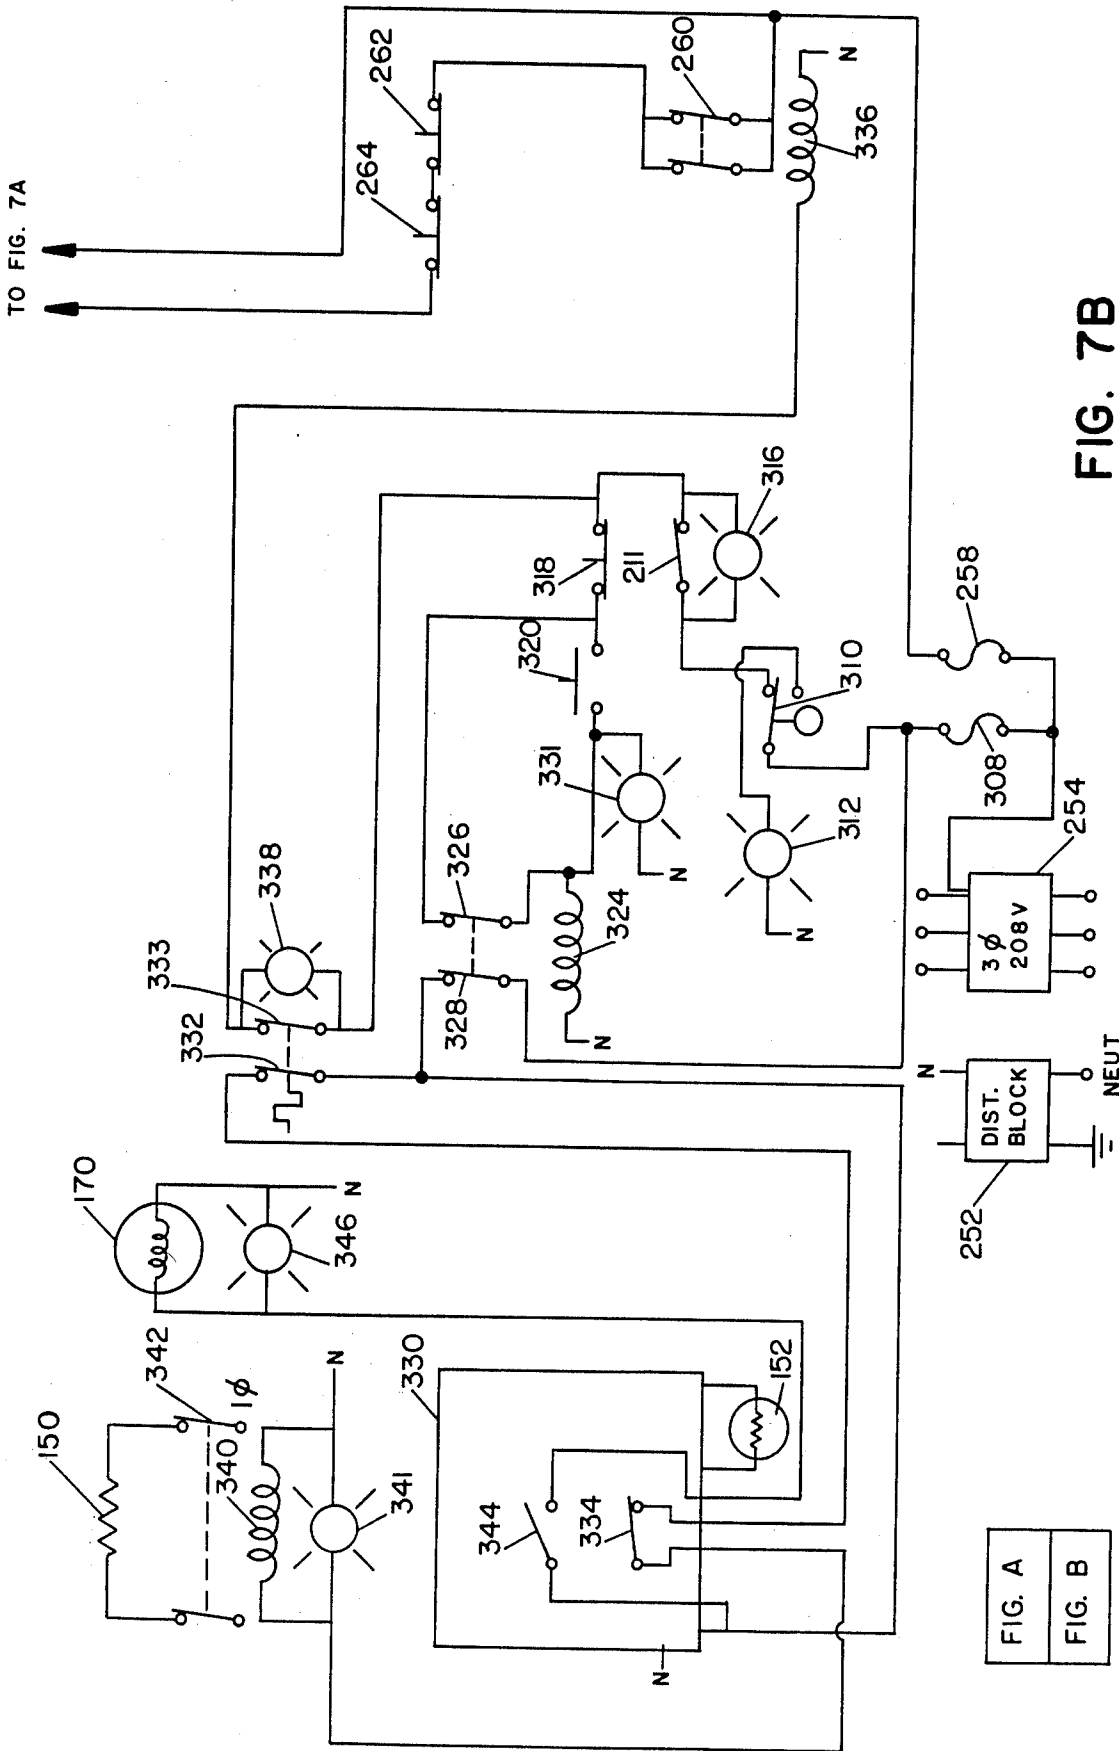 TO FIG. 7A
262
264
260
336
N
333
338
332
318
316
211
320
326
331
310
258
328
324
N
N
312
N
308
254
3φ
208V
170
346
N
N
DIST.
BLOCK
252
NEUT
150
342
1φ
340
341
N
330
344
334
152
N
FIG. A
FIG. B
FIG. 7B